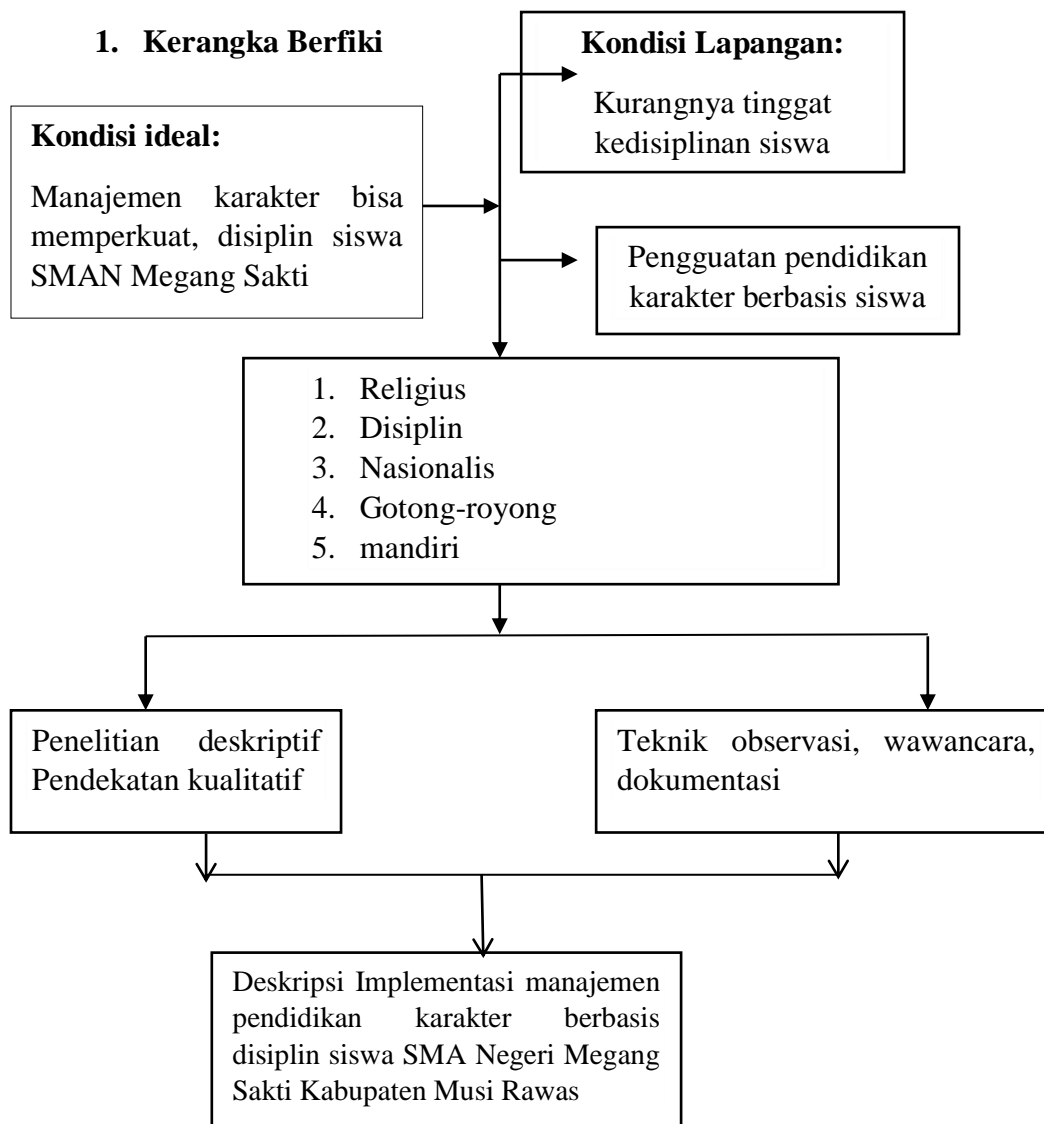 1. Kerangka Berfiki
Kondisi Lapangan:
Kurangnya tinggat
kedisiplinan siswa
Kondisi ideal:
Manajemen karakter bisa
memperkuat, disiplin siswa
SMAN Megang Sakti
Pengguatan pendidikan
karakter berbasis siswa
1. Religius
2. Disiplin
3. Nasionalis
4. Gotong-royong
5. mandiri
Penelitian deskriptif
Pendekatan kualitatif
Teknik observasi, wawancara,
dokumentasi
Deskripsi Implementasi manajemen
pendidikan karakter berbasis
disiplin siswa SMA Negeri Megang
Sakti Kabupaten Musi Rawas